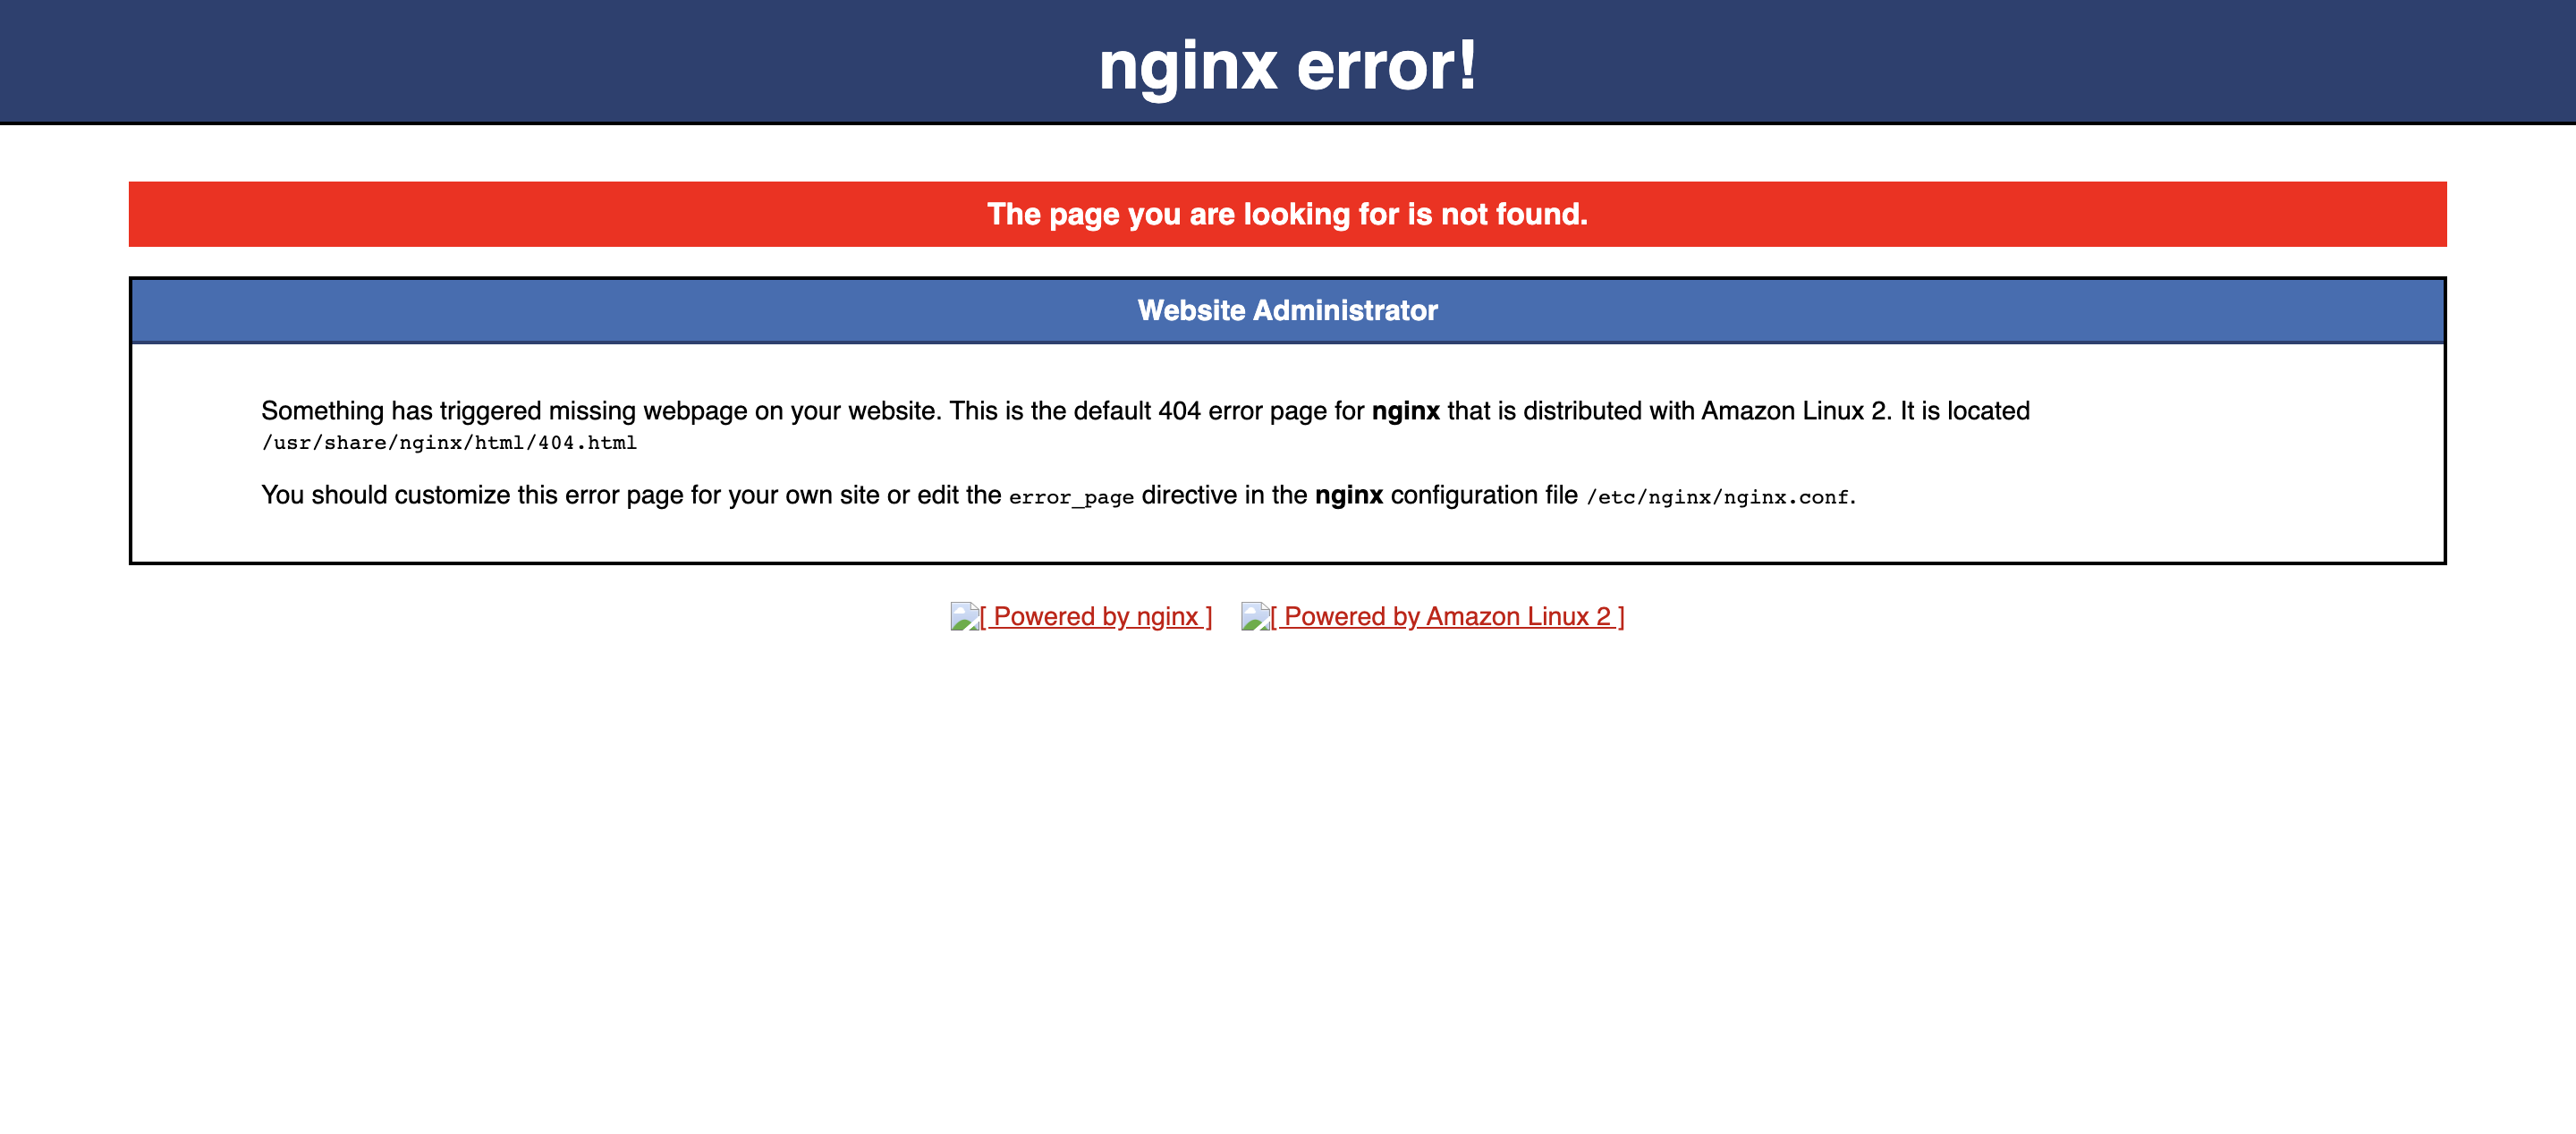 nginx error!
The page you are looking for is not found.
Website Administrator
Something has triggered missing webpage on your website. This is the default 404 error page for nginx that is distributed with Amazon Linux 2. It is located
/usr/share/nginx/html/404.html
You should customize this error page for your own site or edit the error_page directive in the nginx configuration file /etc/nginx/nginx.conf.
[ Powered by nginx ] [ Powered by Amazon Linux 2 ]